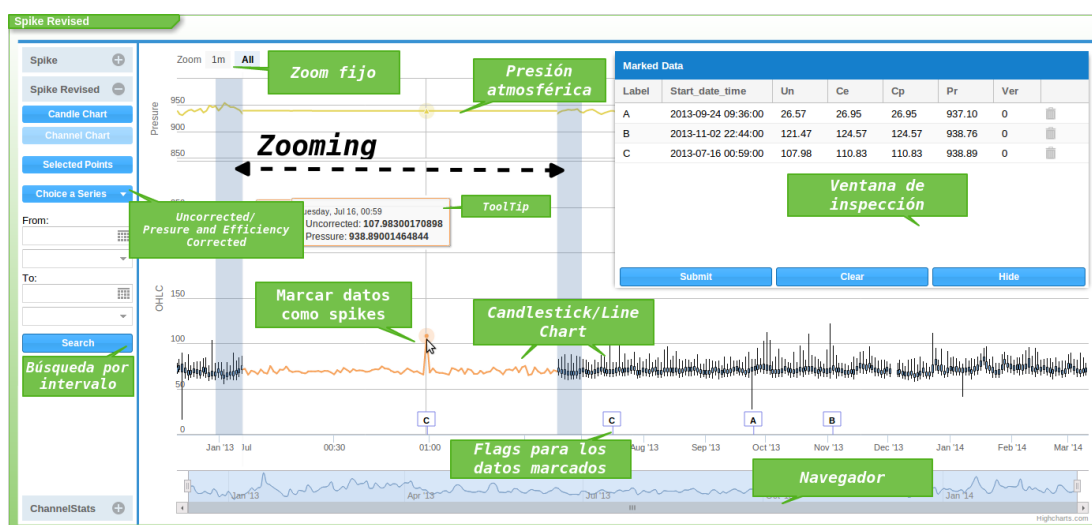 Spike Revised
Spike
Spike Revised
Candle Chart
Channel Chart
Selected Points
Choice a Series
From:
To:
Search
ChannelStats
Uncorrected/
Presure and Efficiency
Corrected
Búsqueda por
intervalo
Zoom 1m All
Zoom fijo
Presión
atmosférica
Presure
950
900
850
Zooming
ToolTip
Jul 16, 00:59
Uncorrected: 107.98300170898
Pressure: 938.89001464844
Marcar datos
como spikes
Candlestick/Line
Chart
OHLC
150
100
50
0
C C A B
Jan '13 Jul 00:30 01:00 Aug '13 Sep '13 Oct '13 Nov '13 Dec '13 Jan '14 Feb '14 Mar '14
Flags para los
datos marcados
Navegador
Jan '13 Apr '13 Jul '13 Jan '14
Highcharts.com
Marked Data
Label Start_date_time Un Ce Cp Pr Ver
A 2013-09-24 09:36:00 26.57 26.95 26.95 937.10 0
B 2013-11-02 22:44:00 121.47 124.57 124.57 938.76 0
C 2013-07-16 00:59:00 107.98 110.83 110.83 938.89 0
Ventana de
inspección
Submit Clear Hide